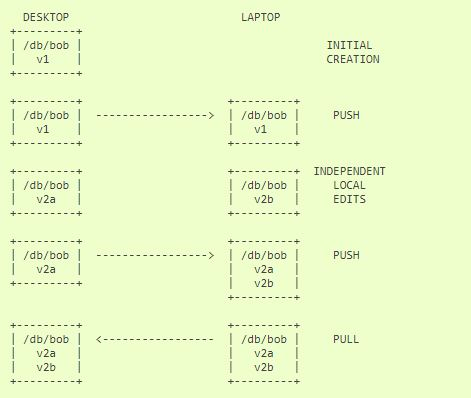 DESKTOP                         LAPTOP
+---------+
| /db/bob |                                    INITIAL
|   v1    |                                    CREATION
+---------+
+---------+                    +---------+
| /db/bob |  ----------------> | /db/bob |     PUSH
|   v1    |                    |   v1    |
+---------+                    +---------+
+---------+                    +---------+  INDEPENDENT
| /db/bob |                    | /db/bob |     LOCAL
|   v2a   |                    |   v2b   |     EDITS
+---------+                    +---------+
+---------+                    +---------+
| /db/bob |  ----------------> | /db/bob |     PUSH
|   v2a   |                    |   v2a   |
+---------+                    |   v2b   |
                               +---------+
+---------+                    +---------+
| /db/bob |  <---------------- | /db/bob |     PULL
|   v2a   |                    |   v2a   |
|   v2b   |                    |   v2b   |
+---------+                    +---------+